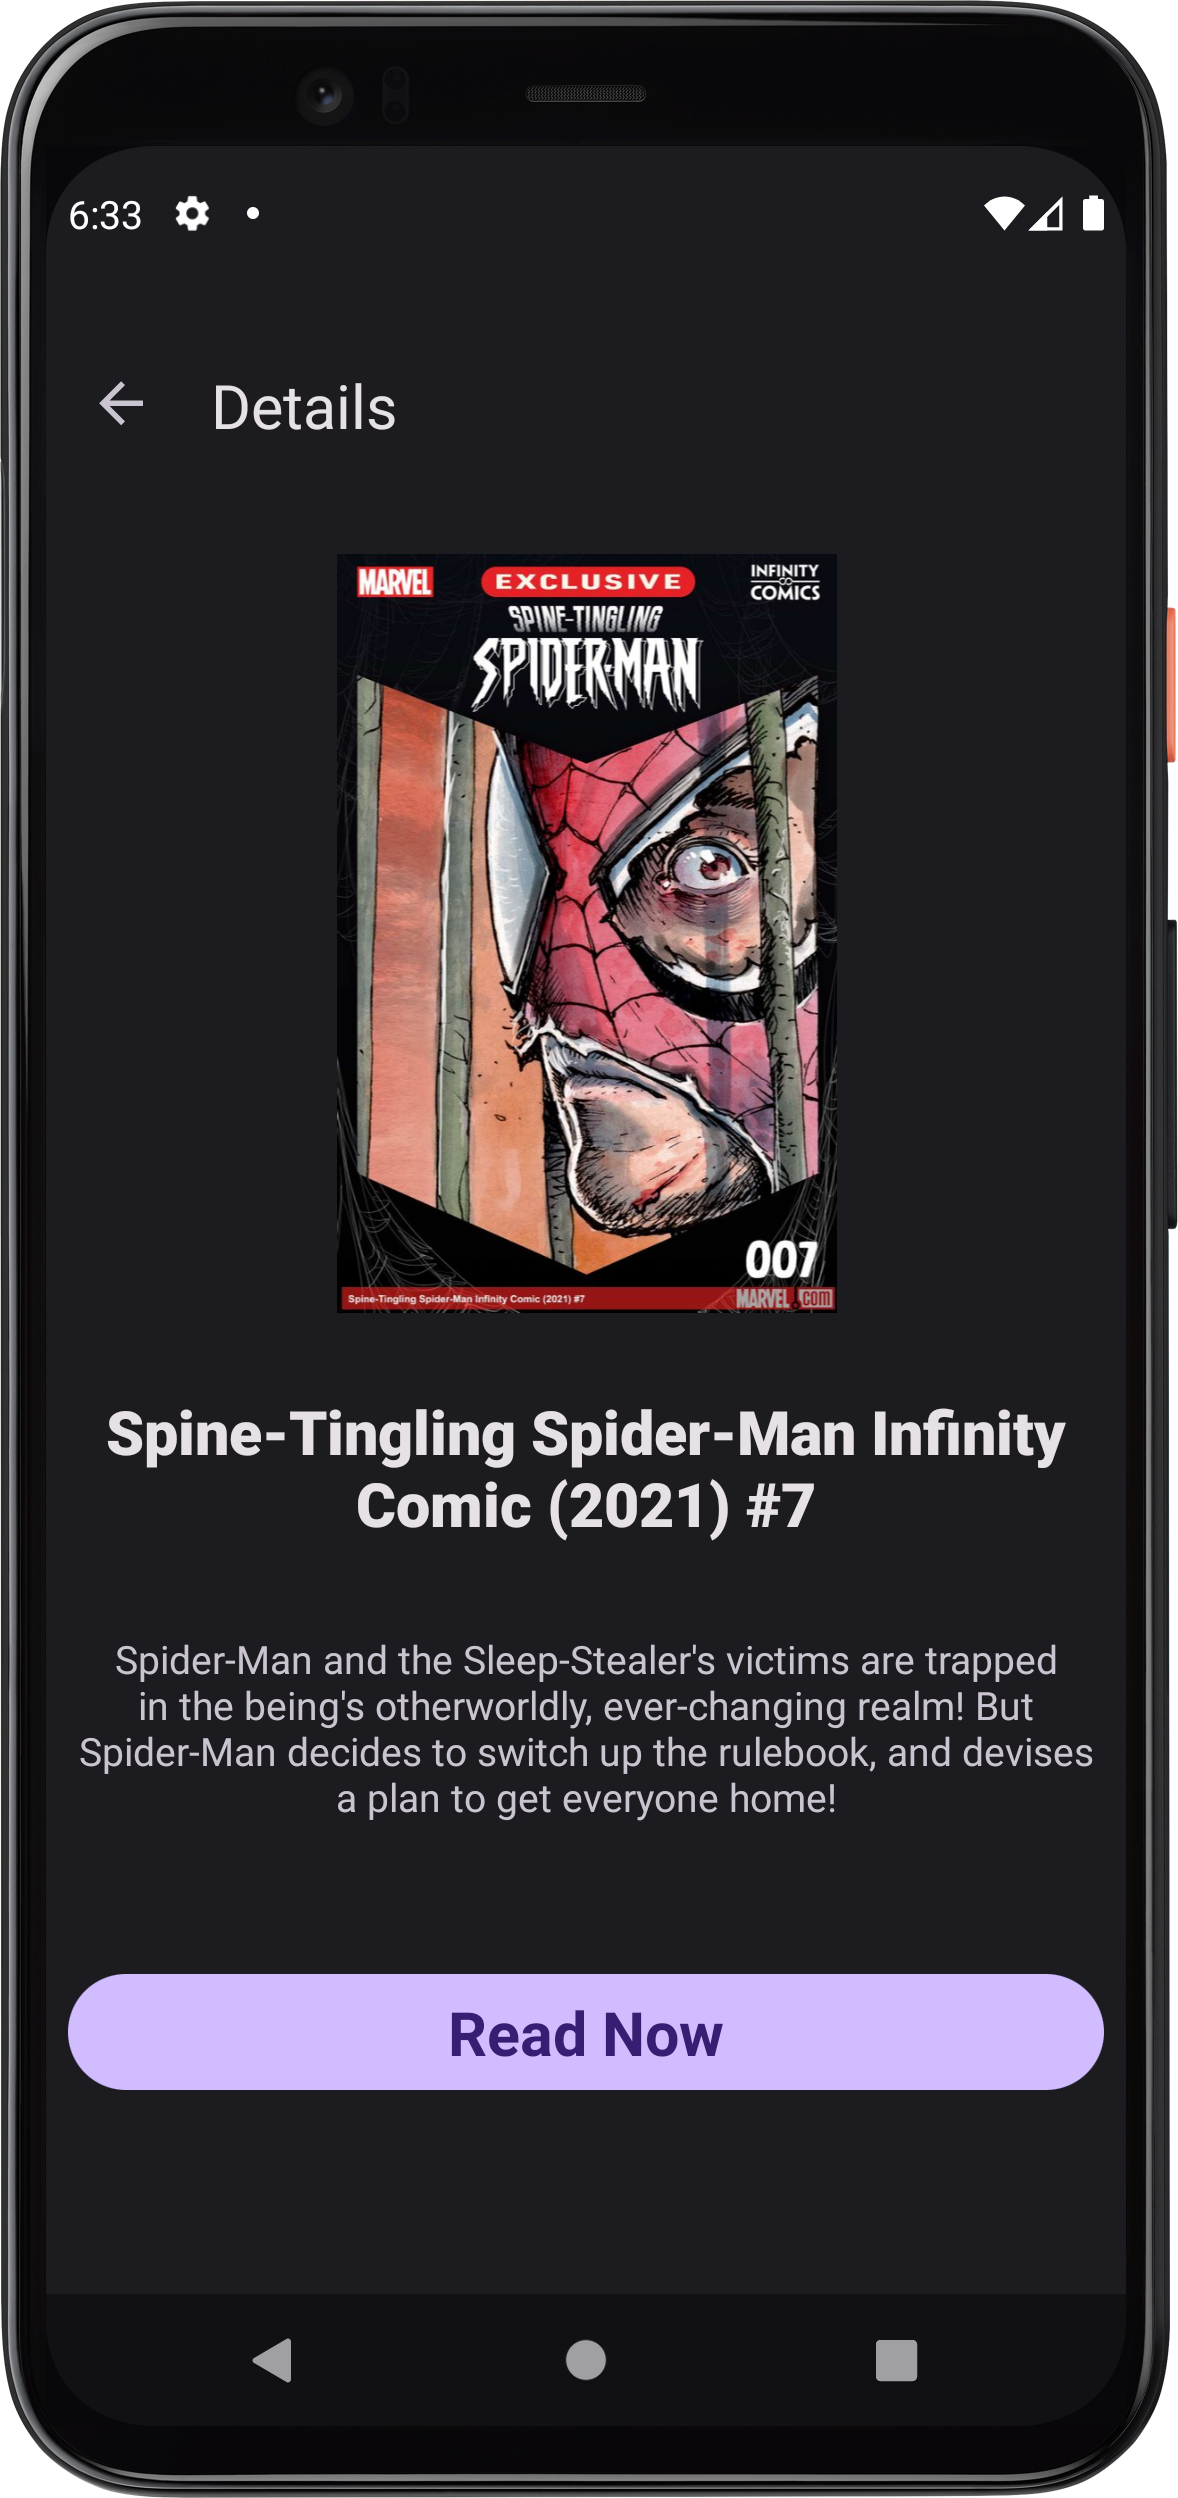 6:33
Details
MARVEL
EXCLUSIVE
INFINITY
COMICS
SPINE-TINGLING
SPIDER-MAN
007
Spine-Tingling Spider-Man Infinity Comic (2021) #7
MARVEL.com
Spine-Tingling Spider-Man Infinity
Comic (2021) #7
Spider-Man and the Sleep-Stealer's victims are trapped
in the being's otherworldly, ever-changing realm! But
Spider-Man decides to switch up the rulebook, and devises
a plan to get everyone home!
Read Now